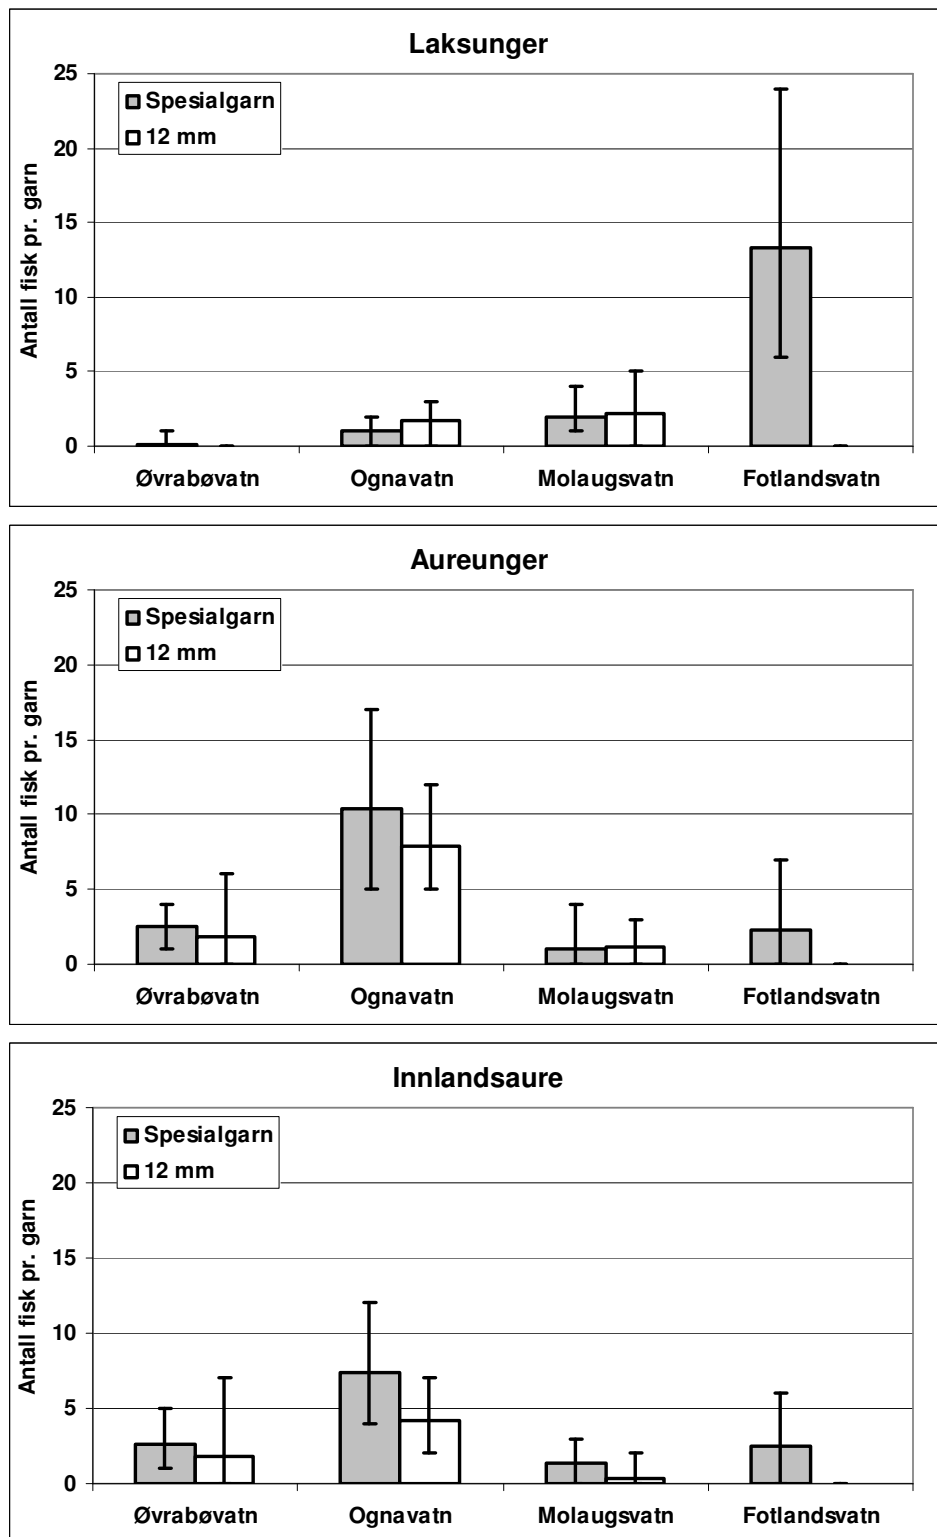 Laksunger
Antall fisk pr. garn
25
20
15
10
5
0
Spesialgarn
12 mm
Øvrabøvatn Ognavatn Molaugsvatn Fotlandsvatn
Aureunger
Antall fisk pr. garn
25
20
15
10
5
0
Spesialgarn
12 mm
Øvrabøvatn Ognavatn Molaugsvatn Fotlandsvatn
Innlandsaure
Antall fisk pr. garn
25
20
15
10
5
0
Spesialgarn
12 mm
Øvrabøvatn Ognavatn Molaugsvatn Fotlandsvatn